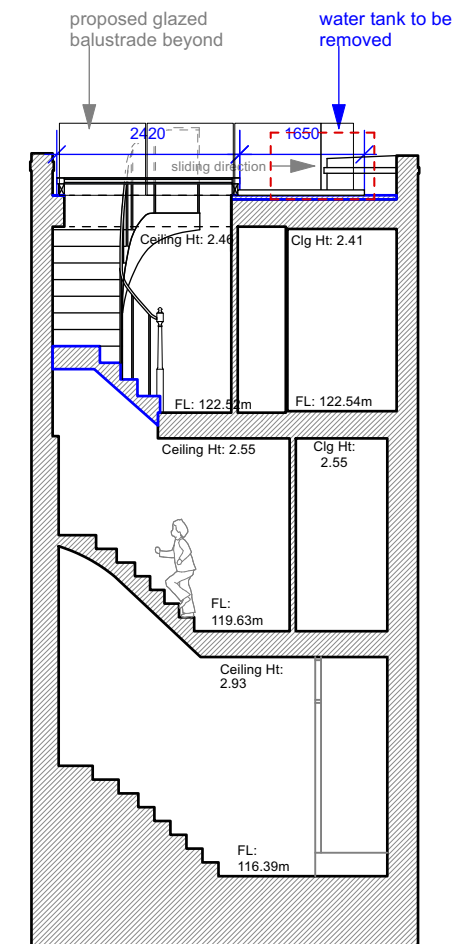 proposed glazed
balustrade beyond
water tank to be
removed
2420
1650
sliding direction
Ceiling Ht: 2.46
Clg Ht: 2.41
FL: 122.52m
FL: 122.54m
Ceiling Ht: 2.55
Clg Ht:
2.55
FL:
119.63m
Ceiling Ht:
2.93
FL:
116.39m